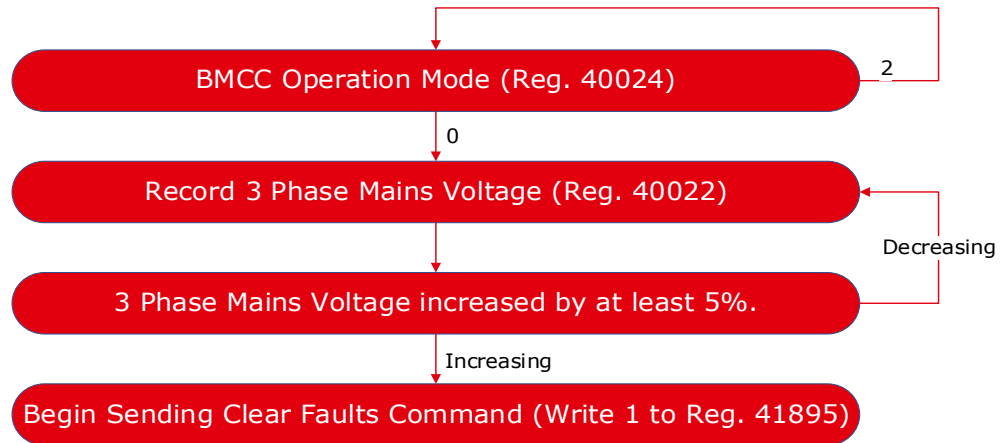 BMCC Operation Mode (Reg. 40024)
2
0
Record 3 Phase Mains Voltage (Reg. 40022)
Decreasing
3 Phase Mains Voltage increased by at least 5%.
Increasing
Begin Sending Clear Faults Command (Write 1 to Reg. 41895)